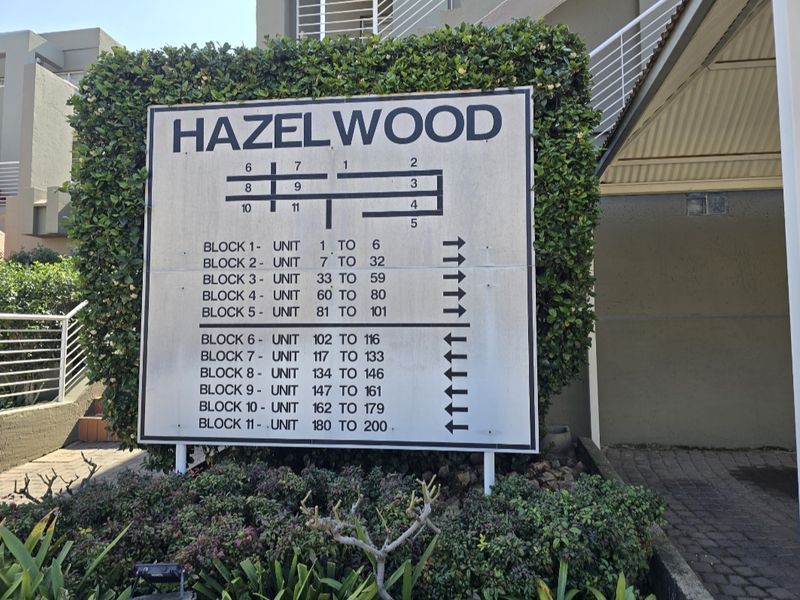 HAZELWOOD
6 7 1 2
8 9 3
10 11 4
5
BLOCK 1 - UNIT 1 TO 6 →
BLOCK 2 - UNIT 7 TO 32 →
BLOCK 3 - UNIT 33 TO 59 →
BLOCK 4 - UNIT 60 TO 80 →
BLOCK 5 - UNIT 81 TO 101 →
BLOCK 6 - UNIT 102 TO 116 ←
BLOCK 7 - UNIT 117 TO 133 ←
BLOCK 8 - UNIT 134 TO 146 ←
BLOCK 9 - UNIT 147 TO 161 ←
BLOCK 10 - UNIT 162 TO 179 ←
BLOCK 11 - UNIT 180 TO 200 ←